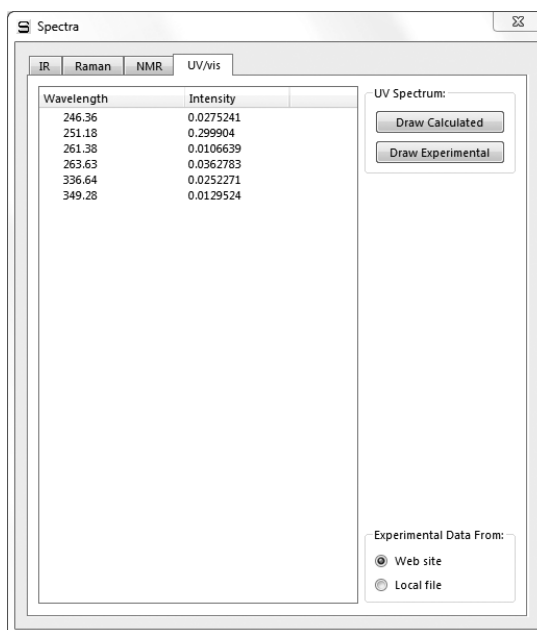 Spectra
IR Raman NMR UV/vis
Wavelength Intensity
246.36 0.0275241
251.18 0.299904
261.38 0.0106639
263.63 0.0362783
336.64 0.0252271
349.28 0.0129524
UV Spectrum:
Draw Calculated
Draw Experimental
Experimental Data From:
Web site
Local file